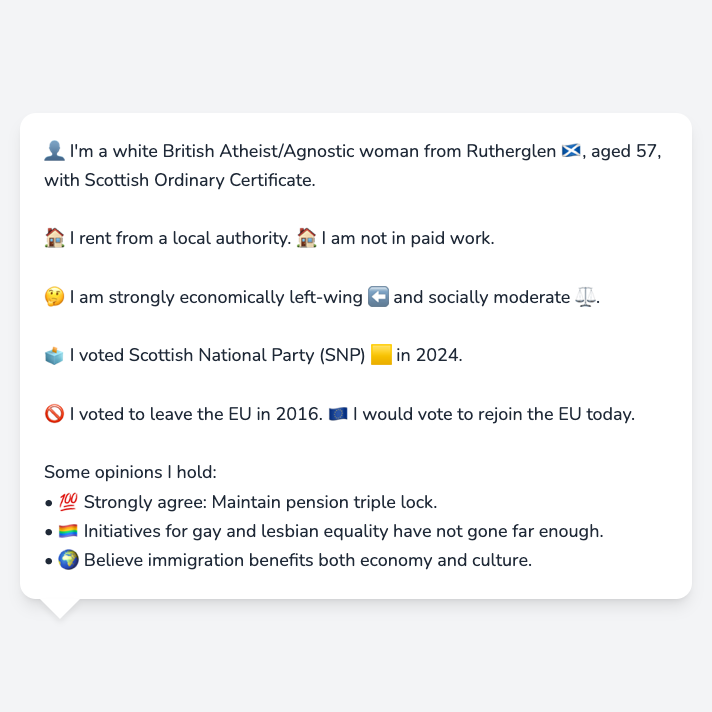 👤 I'm a white British Atheist/Agnostic woman from Rutherglen 🏴󠁧󠁢󠁳󠁣󠁴󠁿, aged 57,
with Scottish Ordinary Certificate.
🏠 I rent from a local authority. 🏠 I am not in paid work.
🤔 I am strongly economically left-wing ⬅️ and socially moderate ⚖️.
🗳️ I voted Scottish National Party (SNP) 🟨 in 2024.
🚫 I voted to leave the EU in 2016. 🇪🇺 I would vote to rejoin the EU today.
Some opinions I hold:
• 💯 Strongly agree: Maintain pension triple lock.
• 🏳️‍🌈 Initiatives for gay and lesbian equality have not gone far enough.
• 🌍 Believe immigration benefits both economy and culture.